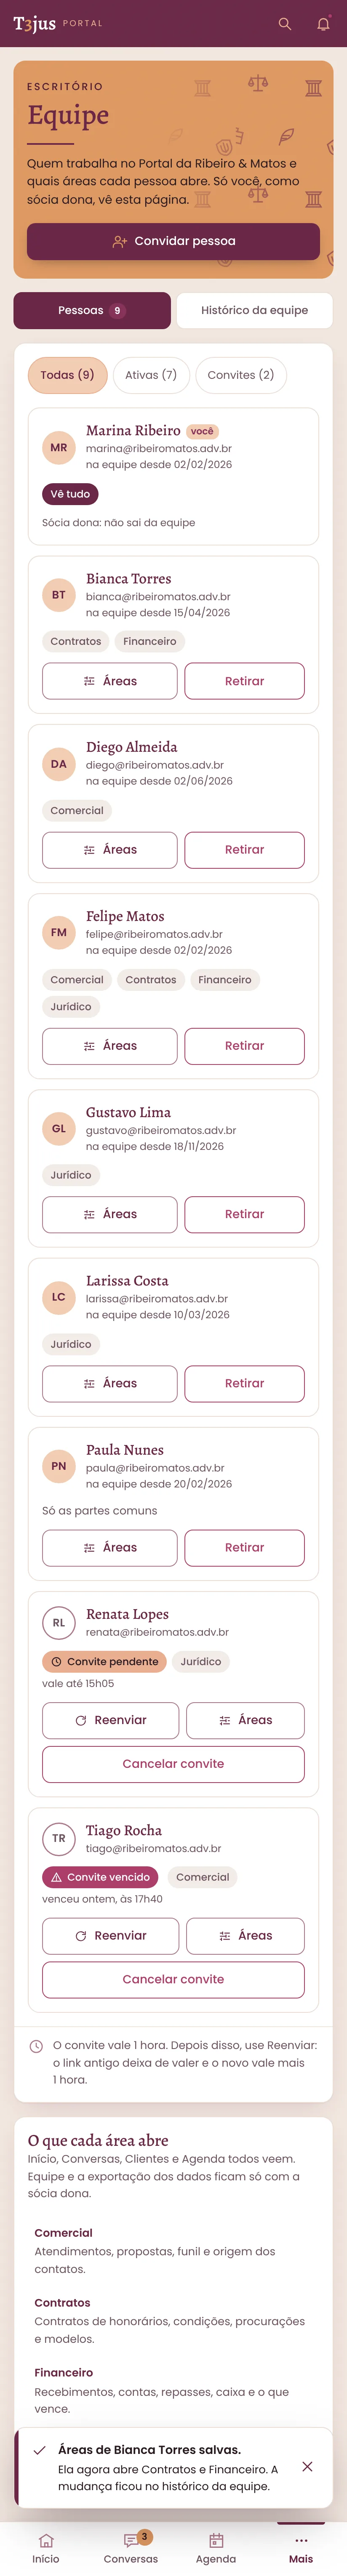 T3jus PORTAL
ESCRITÓRIO
Equipe
Quem trabalha no Portal da Ribeiro & Matos e
quais áreas cada pessoa abre. Só você, como
sócia dona, vê esta página.
Convidar pessoa
Pessoas 9
Histórico da equipe
Todas (9)
Ativas (7)
Convites (2)
MR
Marina Ribeiro você
marina@ribeiromatos.adv.br
na equipe desde 02/02/2026
Vê tudo
Sócia dona: não sai da equipe
BT
Bianca Torres
bianca@ribeiromatos.adv.br
na equipe desde 15/04/2026
Contratos
Financeiro
Áreas
Retirar
DA
Diego Almeida
diego@ribeiromatos.adv.br
na equipe desde 02/06/2026
Comercial
Áreas
Retirar
FM
Felipe Matos
felipe@ribeiromatos.adv.br
na equipe desde 02/02/2026
Comercial
Contratos
Financeiro
Jurídico
Áreas
Retirar
GL
Gustavo Lima
gustavo@ribeiromatos.adv.br
na equipe desde 18/11/2026
Jurídico
Áreas
Retirar
LC
Larissa Costa
larissa@ribeiromatos.adv.br
na equipe desde 10/03/2026
Jurídico
Áreas
Retirar
PN
Paula Nunes
paula@ribeiromatos.adv.br
na equipe desde 20/02/2026
Só as partes comuns
Áreas
Retirar
RL
Renata Lopes
renata@ribeiromatos.adv.br
Convite pendente
Jurídico
vale até 15h05
Reenviar
Áreas
Cancelar convite
TR
Tiago Rocha
tiago@ribeiromatos.adv.br
Convite vencido
Comercial
venceu ontem, às 17h40
Reenviar
Áreas
Cancelar convite
O convite vale 1 hora. Depois disso, use Reenviar:
o link antigo deixa de valer e o novo vale mais
1 hora.
O que cada área abre
Início, Conversas, Clientes e Agenda todos veem.
Equipe e a exportação dos dados ficam só com a
sócia dona.
Comercial
Atendimentos, propostas, funil e origem dos
contatos.
Contratos
Contratos de honorários, condições, procurações
e modelos.
Financeiro
Recebimentos, contas, repasses, caixa e o que
vence.
Áreas de Bianca Torres salvas.
Ela agora abre Contratos e Financeiro. A
mudança ficou no histórico da equipe.
Início
Conversas 3
Agenda
Mais